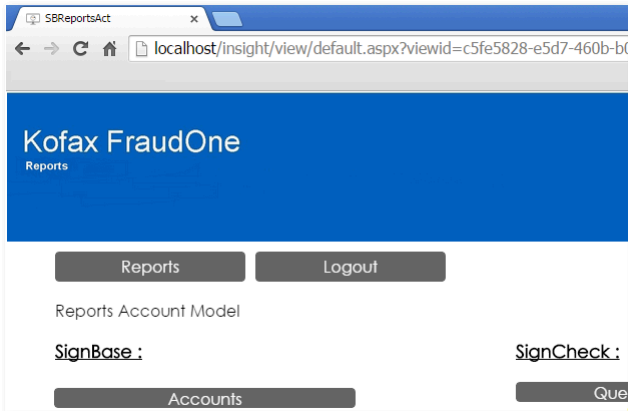 SBReportsAct
localhost/insight/view/default.aspx?viewid=c5fe5828-e5d7-460b-b0
Kofax FraudOne
Reports
Reports Logout
Reports Account Model
SignBase : SignCheck :
Accounts Que